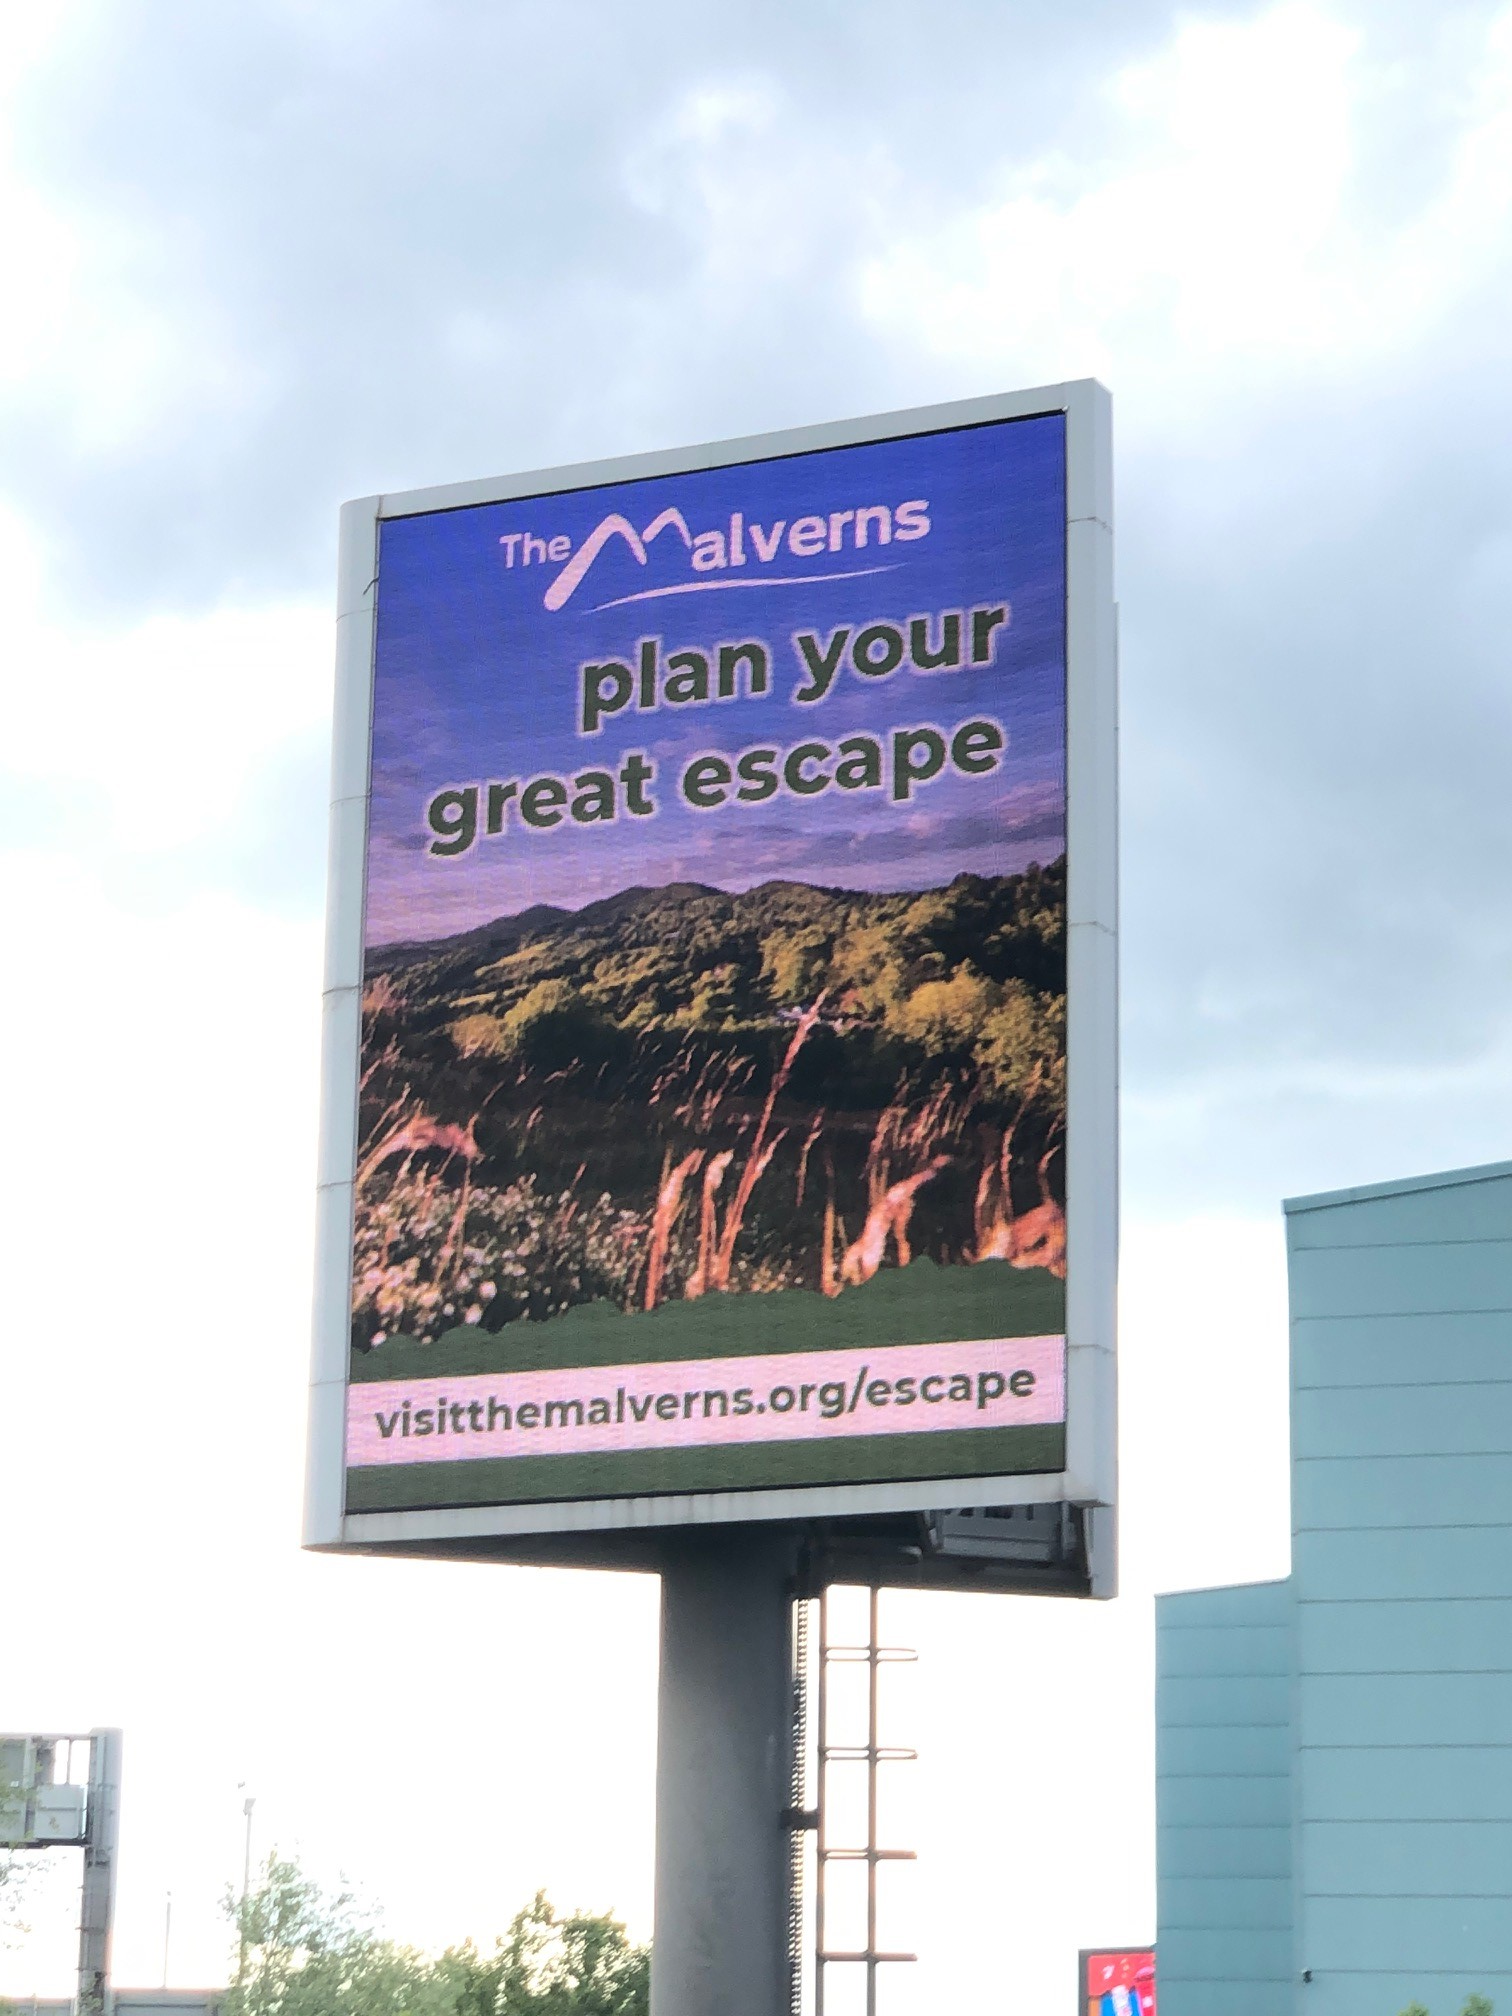 The Malverns
plan your
great escape
visitthemalverns.org/escape